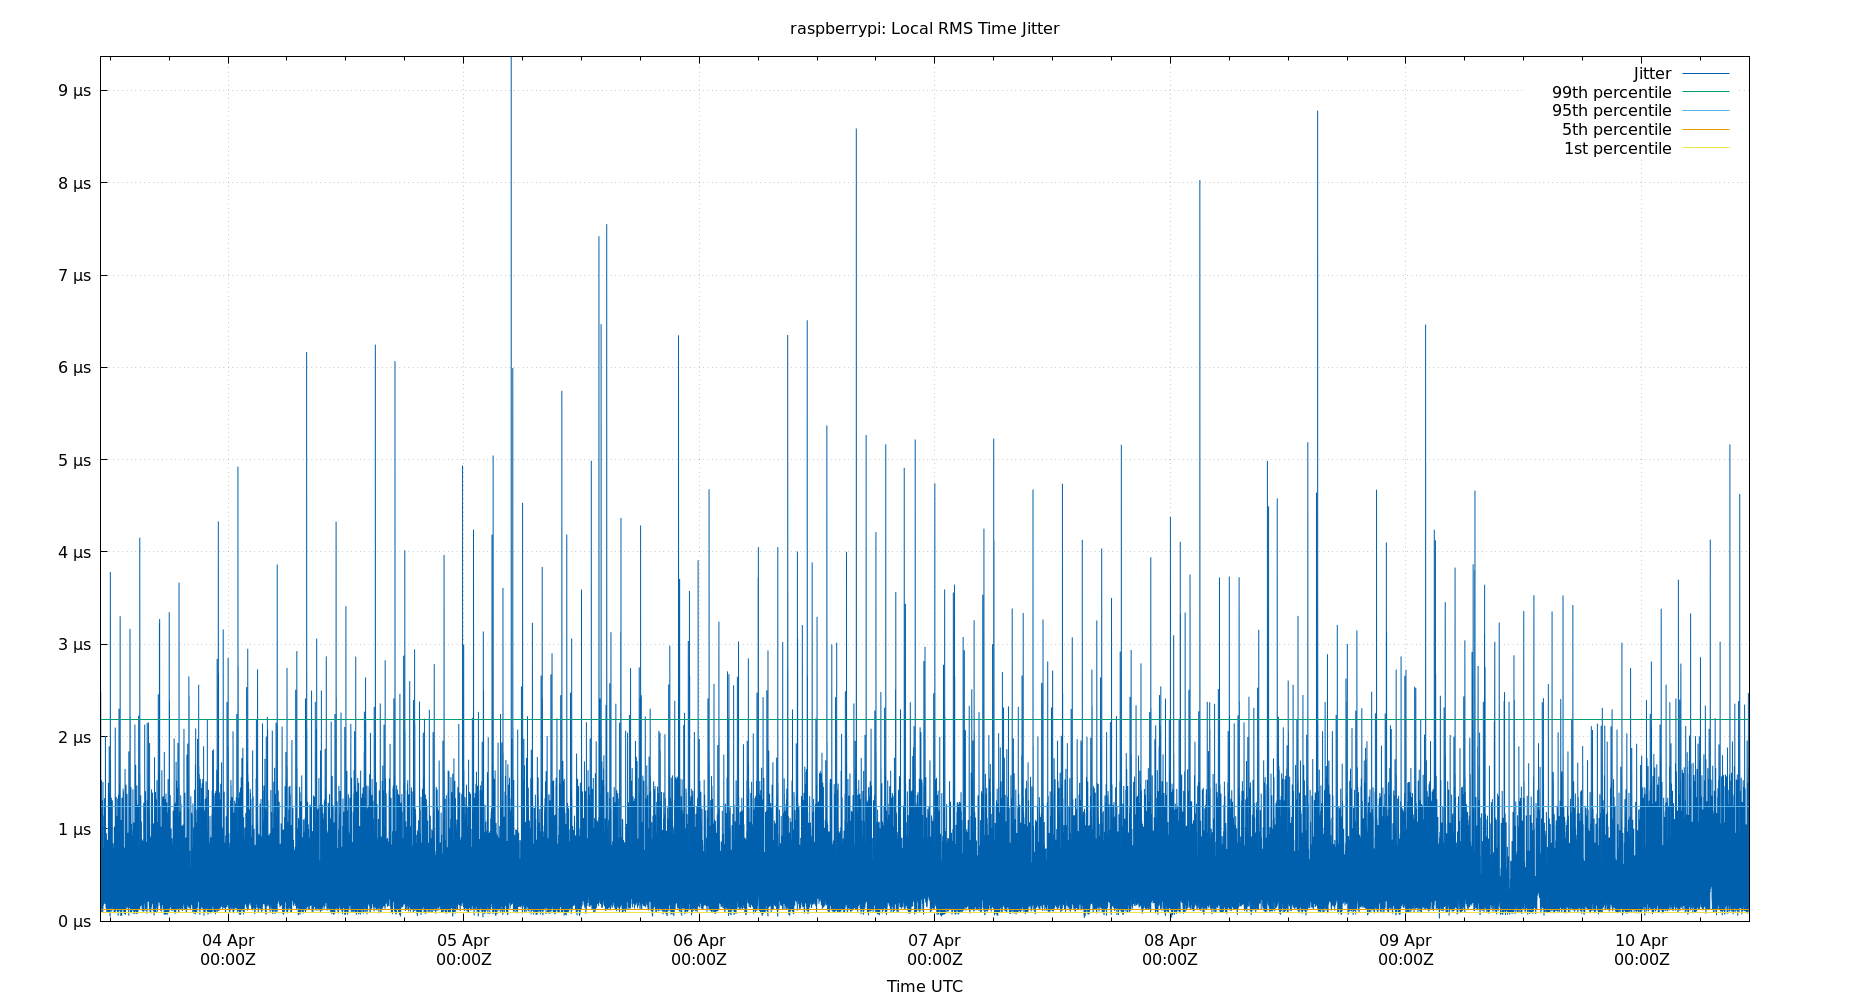 raspberrypi: Local RMS Time Jitter
Jitter
99th percentile
95th percentile
5th percentile
1st percentile
9 µs
8 µs
7 µs
6 µs
5 µs
4 µs
3 µs
2 µs
1 µs
0 µs
04 Apr 05 Apr 06 Apr 07 Apr 08 Apr 09 Apr 10 Apr
00:00Z 00:00Z 00:00Z 00:00Z 00:00Z 00:00Z 00:00Z
Time UTC